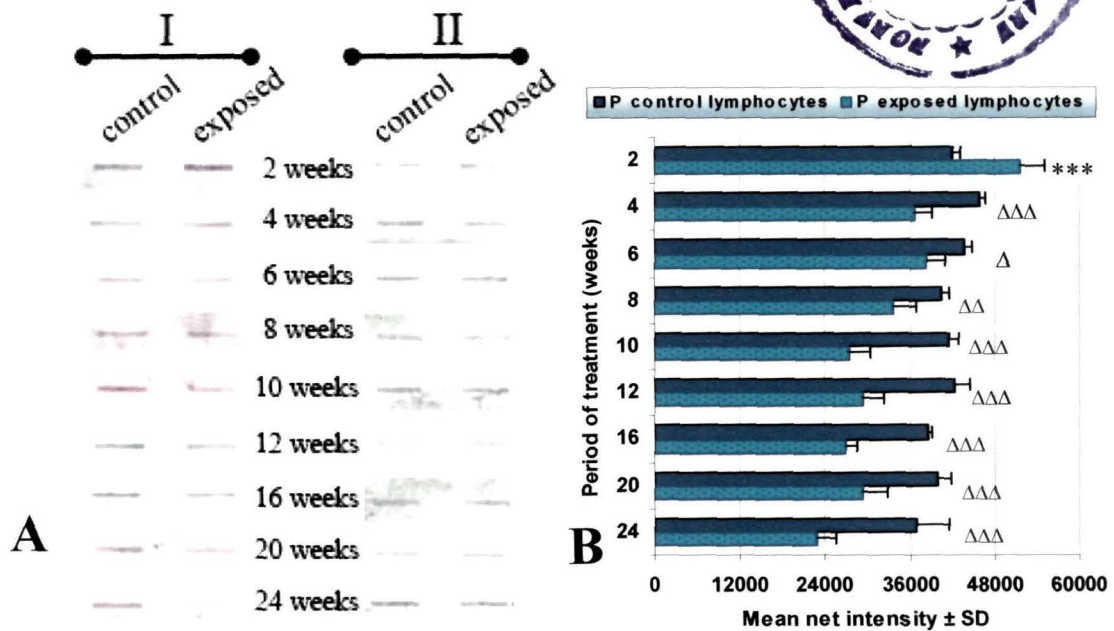 I II
control exposed control exposed
2 weeks
4 weeks
6 weeks
8 weeks
10 weeks
12 weeks
16 weeks
20 weeks
24 weeks
A
P control lymphocytes P exposed lymphocytes
Period of treatment (weeks)
2 ***
4 ΔΔΔ
6 Δ
8 ΔΔ
10 ΔΔΔ
12 ΔΔΔ
16 ΔΔΔ
20 ΔΔΔ
24 ΔΔΔ
B
0 12000 24000 36000 48000 60000
Mean net intensity ± SD